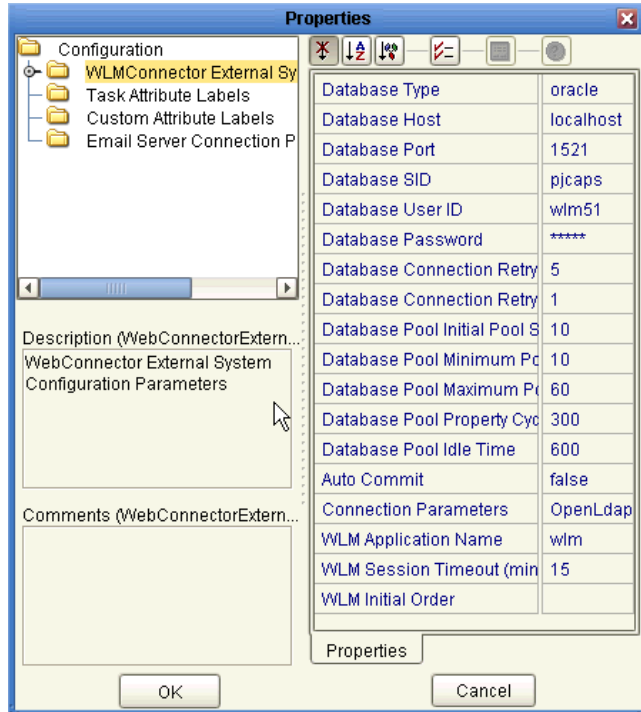 Properties
Configuration
WLMConnector External Sy
Task Attribute Labels
Custom Attribute Labels
Email Server Connection P
Description (WebConnectorExtern...
WebConnector External System
Configuration Parameters
Comments (WebConnectorExtern...
Database Type oracle
Database Host localhost
Database Port 1521
Database SID pjcaps
Database User ID wlm51
Database Password *****
Database Connection Retry 5
Database Connection Retry 1
Database Pool Initial Pool S 10
Database Pool Minimum Po 10
Database Pool Maximum Po 60
Database Pool Property Cyc 300
Database Pool Idle Time 600
Auto Commit false
Connection Parameters OpenLdap
WLM Application Name wlm
WLM Session Timeout (min 15
WLM Initial Order
Properties
OK Cancel